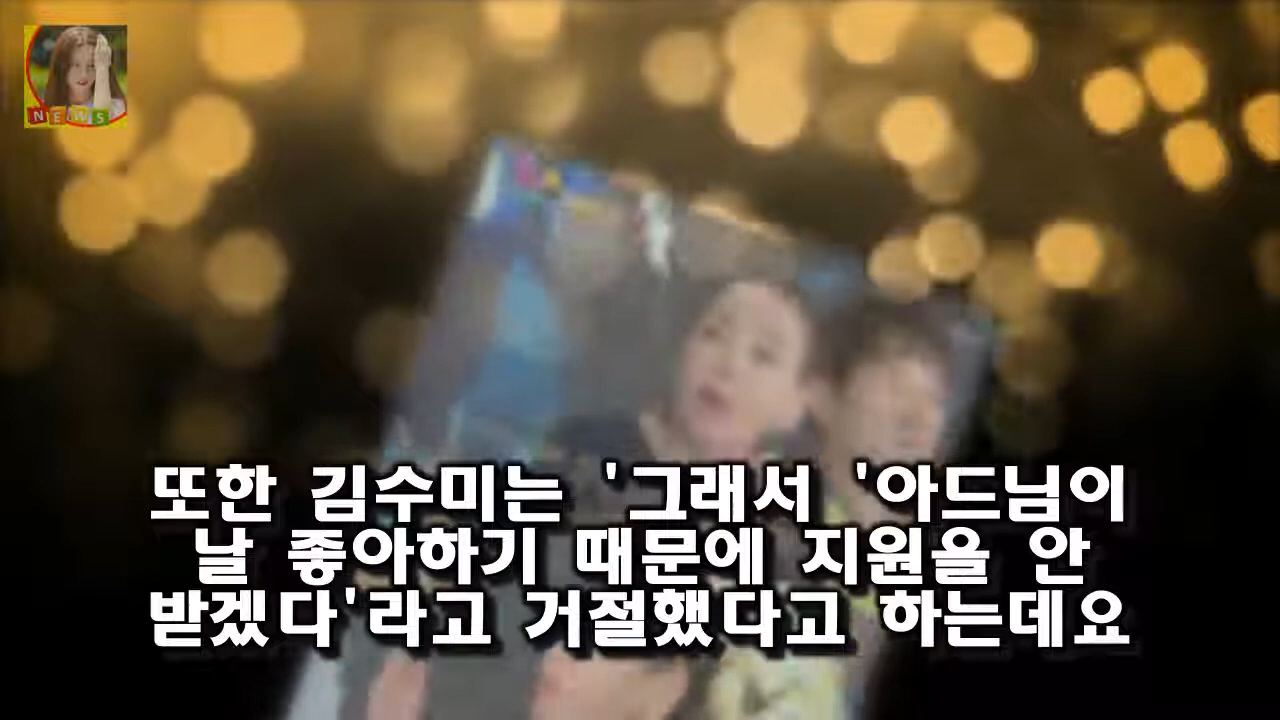 NEWS
또한 김수미는 '그래서 '아드님이
날 좋아하기 때문에 지원을 안
받겠다'라고 거절했다고 하는데요